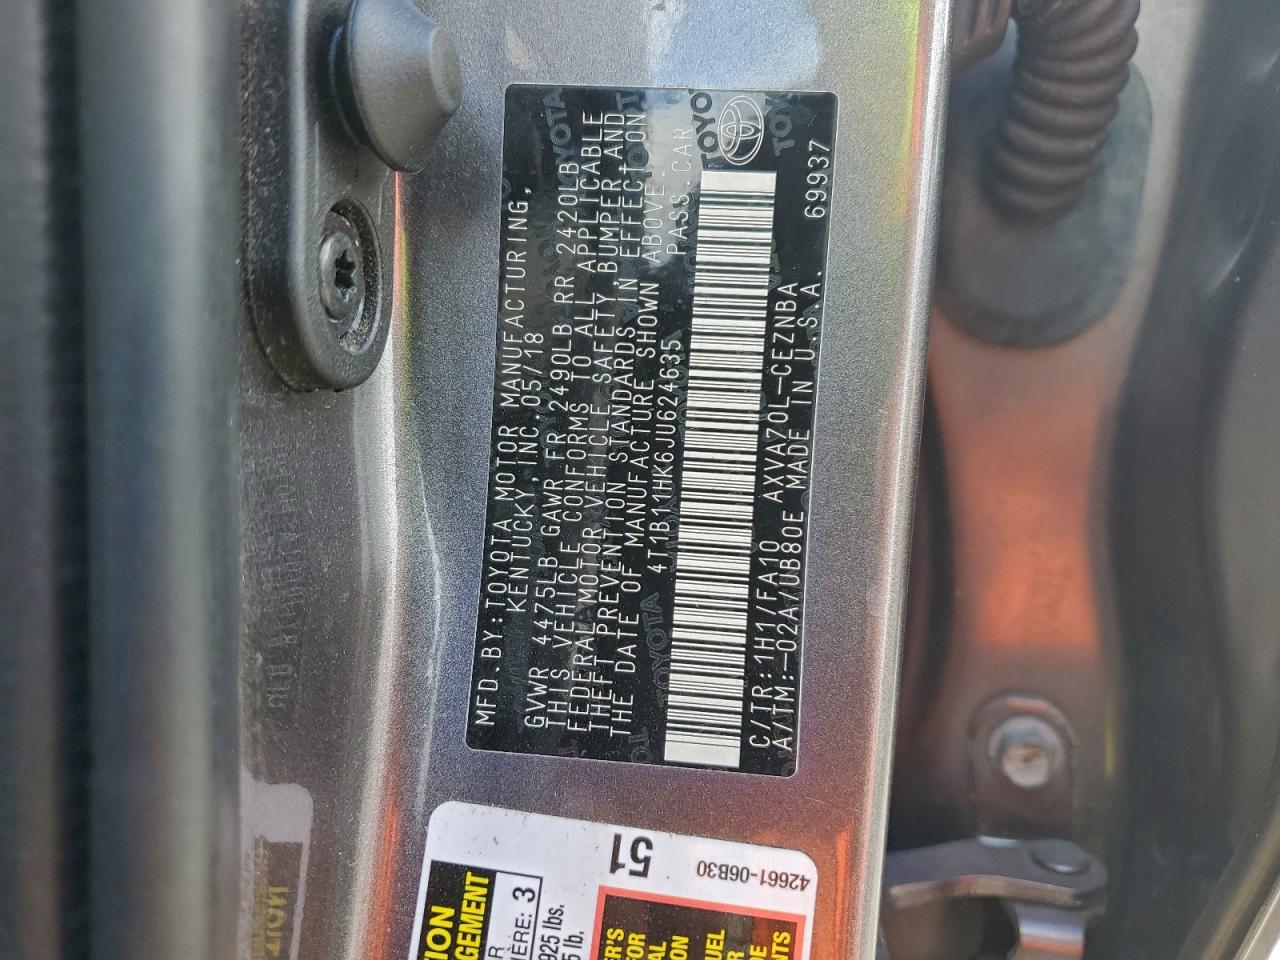 MFD.BY:TOYOTA MOTOR MANUFACTURING,
KENTUCKY,INC.05/18
GVWR 4475LB GAWR FR 2490LB RR 2420LB
THIS VEHICLE CONFORMS TO ALL APPLICABLE
FEDERAL MOTOR VEHICLE SAFETY,BUMPER,AND
THEFT PREVENTION STANDARDS IN EFFECT ON
THE DATE OF MANUFACTURE SHOWN ABOVE.
4T1B11HK6JU624635 PASS.CAR
TOYOTA
C/TR:1H1/FA10 AXVA70L-CEZNBA
A/TM:-02A/UB80E MADE IN U.S.A. 69937
51
42661-06B30
3
925 lbs.